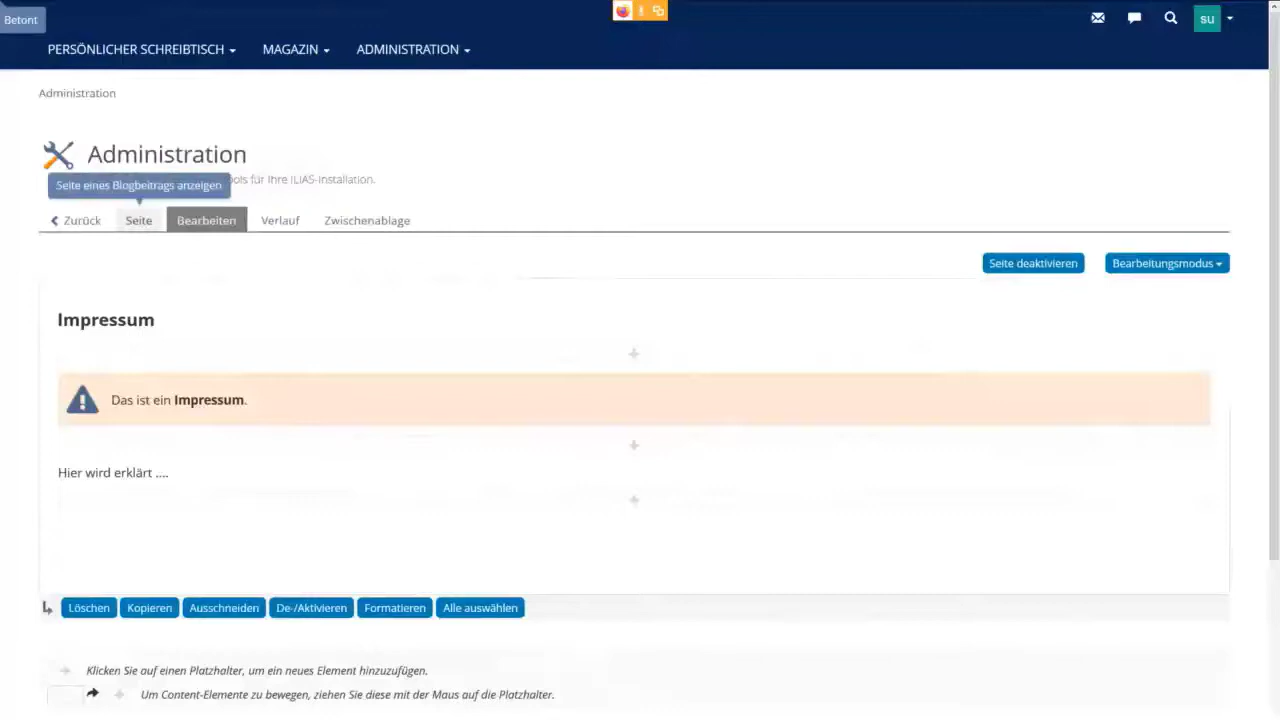 Betont
su
PERSÖNLICHER SCHREIBTISCH MAGAZIN ADMINISTRATION
Administration
Administration
ools für Ihre ILIAS-Installation.
Seite eines Blogbeitrags anzeigen
Zurück Seite Bearbeiten Verlauf Zwischenablage
Seite deaktivieren Bearbeitungsmodus
Impressum
Das ist ein Impressum.
Hier wird erklärt ....
Löschen Kopieren Ausschneiden De-/Aktivieren Formatieren Alle auswählen
Klicken Sie auf einen Platzhalter, um ein neues Element hinzuzufügen.
Um Content-Elemente zu bewegen, ziehen Sie diese mit der Maus auf die Platzhalter.